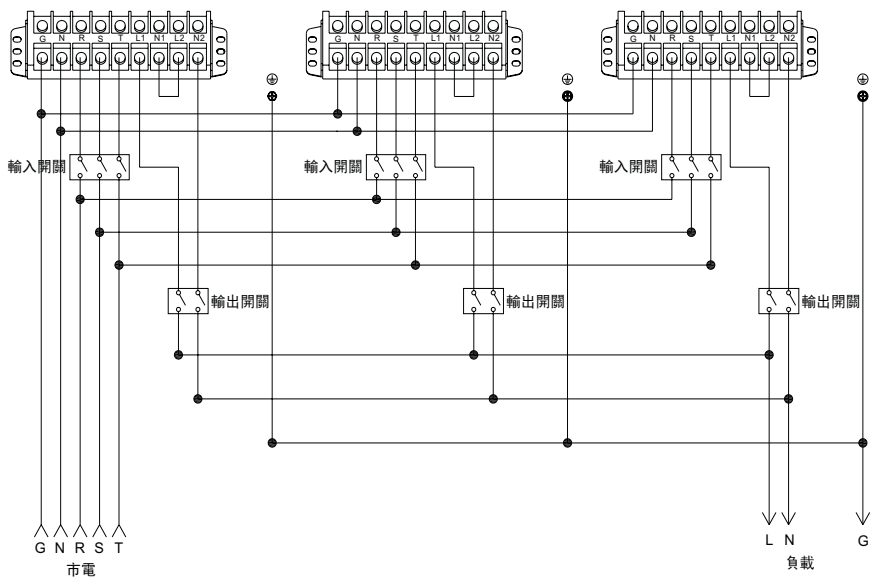 G N R S T L1 N1 L2 N2
G N R S T L1 N1 L2 N2
G N R S T L1 N1 L2 N2
輸入開關
輸入開關
輸入開關
輸出開關
輸出開關
輸出開關
G N R S T
市電
L N G
負載